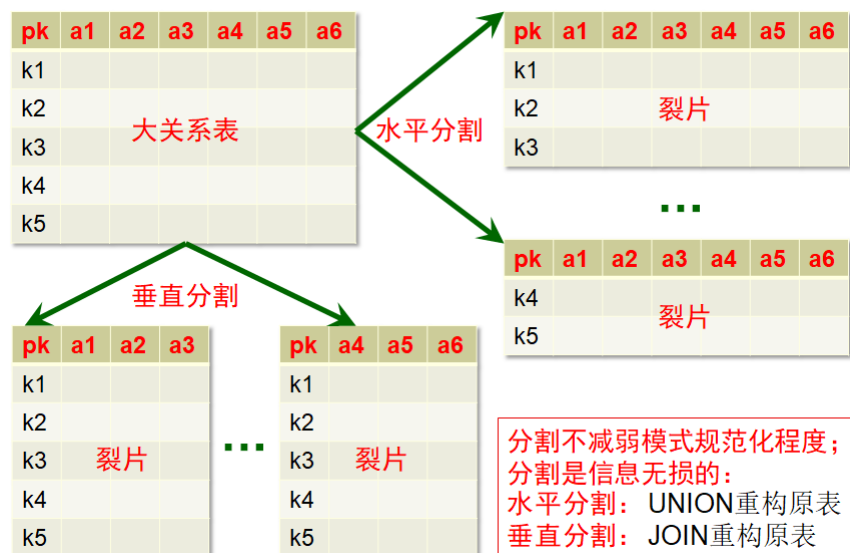 pk a1 a2 a3 a4 a5 a6
k1
k2
k3
k4
k5
大关系表
水平分割
pk a1 a2 a3 a4 a5 a6
k1
k2
k3
裂片
...
pk a1 a2 a3 a4 a5 a6
k4
k5
裂片
垂直分割
pk a1 a2 a3
k1
k2
k3
k4
k5
裂片
...
pk a4 a5 a6
k1
k2
k3
k4
k5
裂片
分割不减弱模式规范化程度；
分割是信息无损的：
水平分割：UNION重构原表
垂直分割：JOIN重构原表